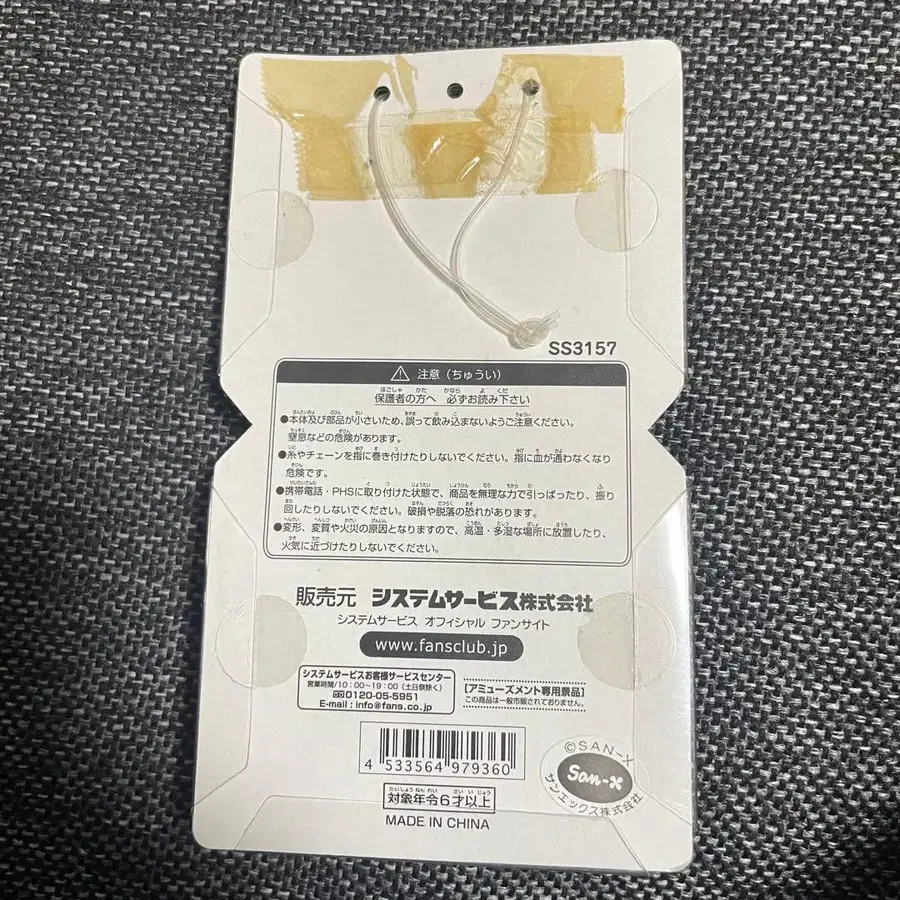 SS3157
注意（ちゅうい）
保護者の方へ 必ずお読み下さい
●本体及び部品が小さいため、誤って飲み込まないようご注意ください。
窒息などの危険があります。
●糸やチェーンを指に巻き付けたりしないでください。指に血が通わなくなり
危険です。
●携帯電話・PHSに取り付けた状態で、商品を無理な力で引っぱったり、振り
回したりしないでください。破損や脱落の恐れがあります。
●変形、変質や火災の原因となりますので、高温・多湿な場所に放置したり、
火気に近づけたりしないでください。
販売元 システムサービス株式会社
システムサービス オフィシャル ファンサイト
www.fansclub.jp
システムサービスお客様サービスセンター
営業時間/10：00〜19：00（土日祭除く）
0120-05-5951
E-mail : info@fans.co.jp
【アミューズメント専用景品】
この商品は一般市販されておりません。
4 533564 979360
対象年令6才以上
MADE IN CHINA
©SAN-X
San-X
サンエックス株式会社